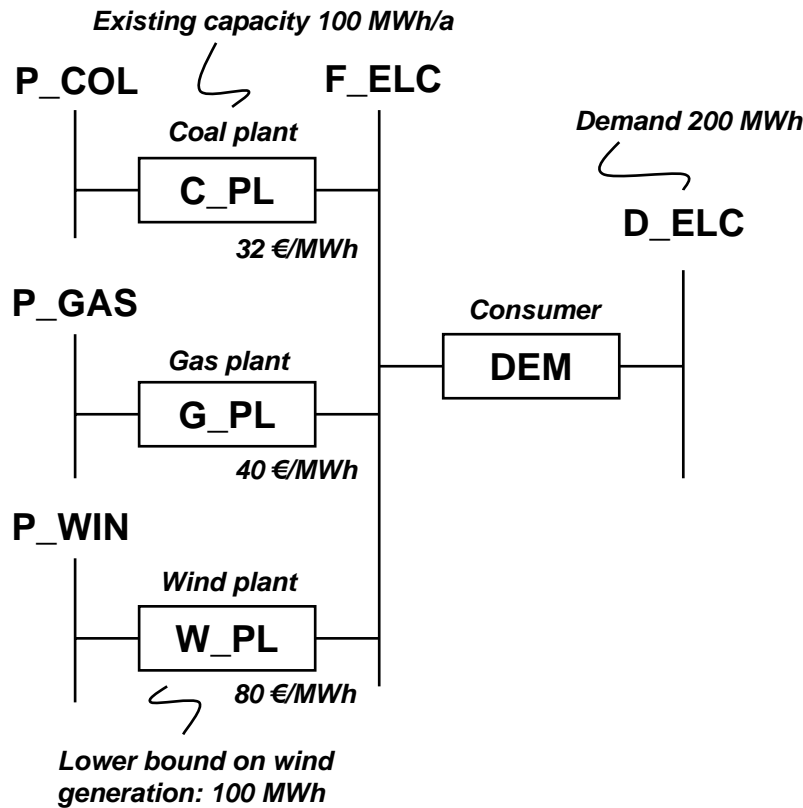 Existing capacity 100 MWh/a
P_COL
F_ELC
Coal plant
Demand 200 MWh
C_PL
D_ELC
32 €/MWh
P_GAS
Consumer
Gas plant
DEM
G_PL
40 €/MWh
P_WIN
Wind plant
W_PL
80 €/MWh
Lower bound on wind
generation: 100 MWh